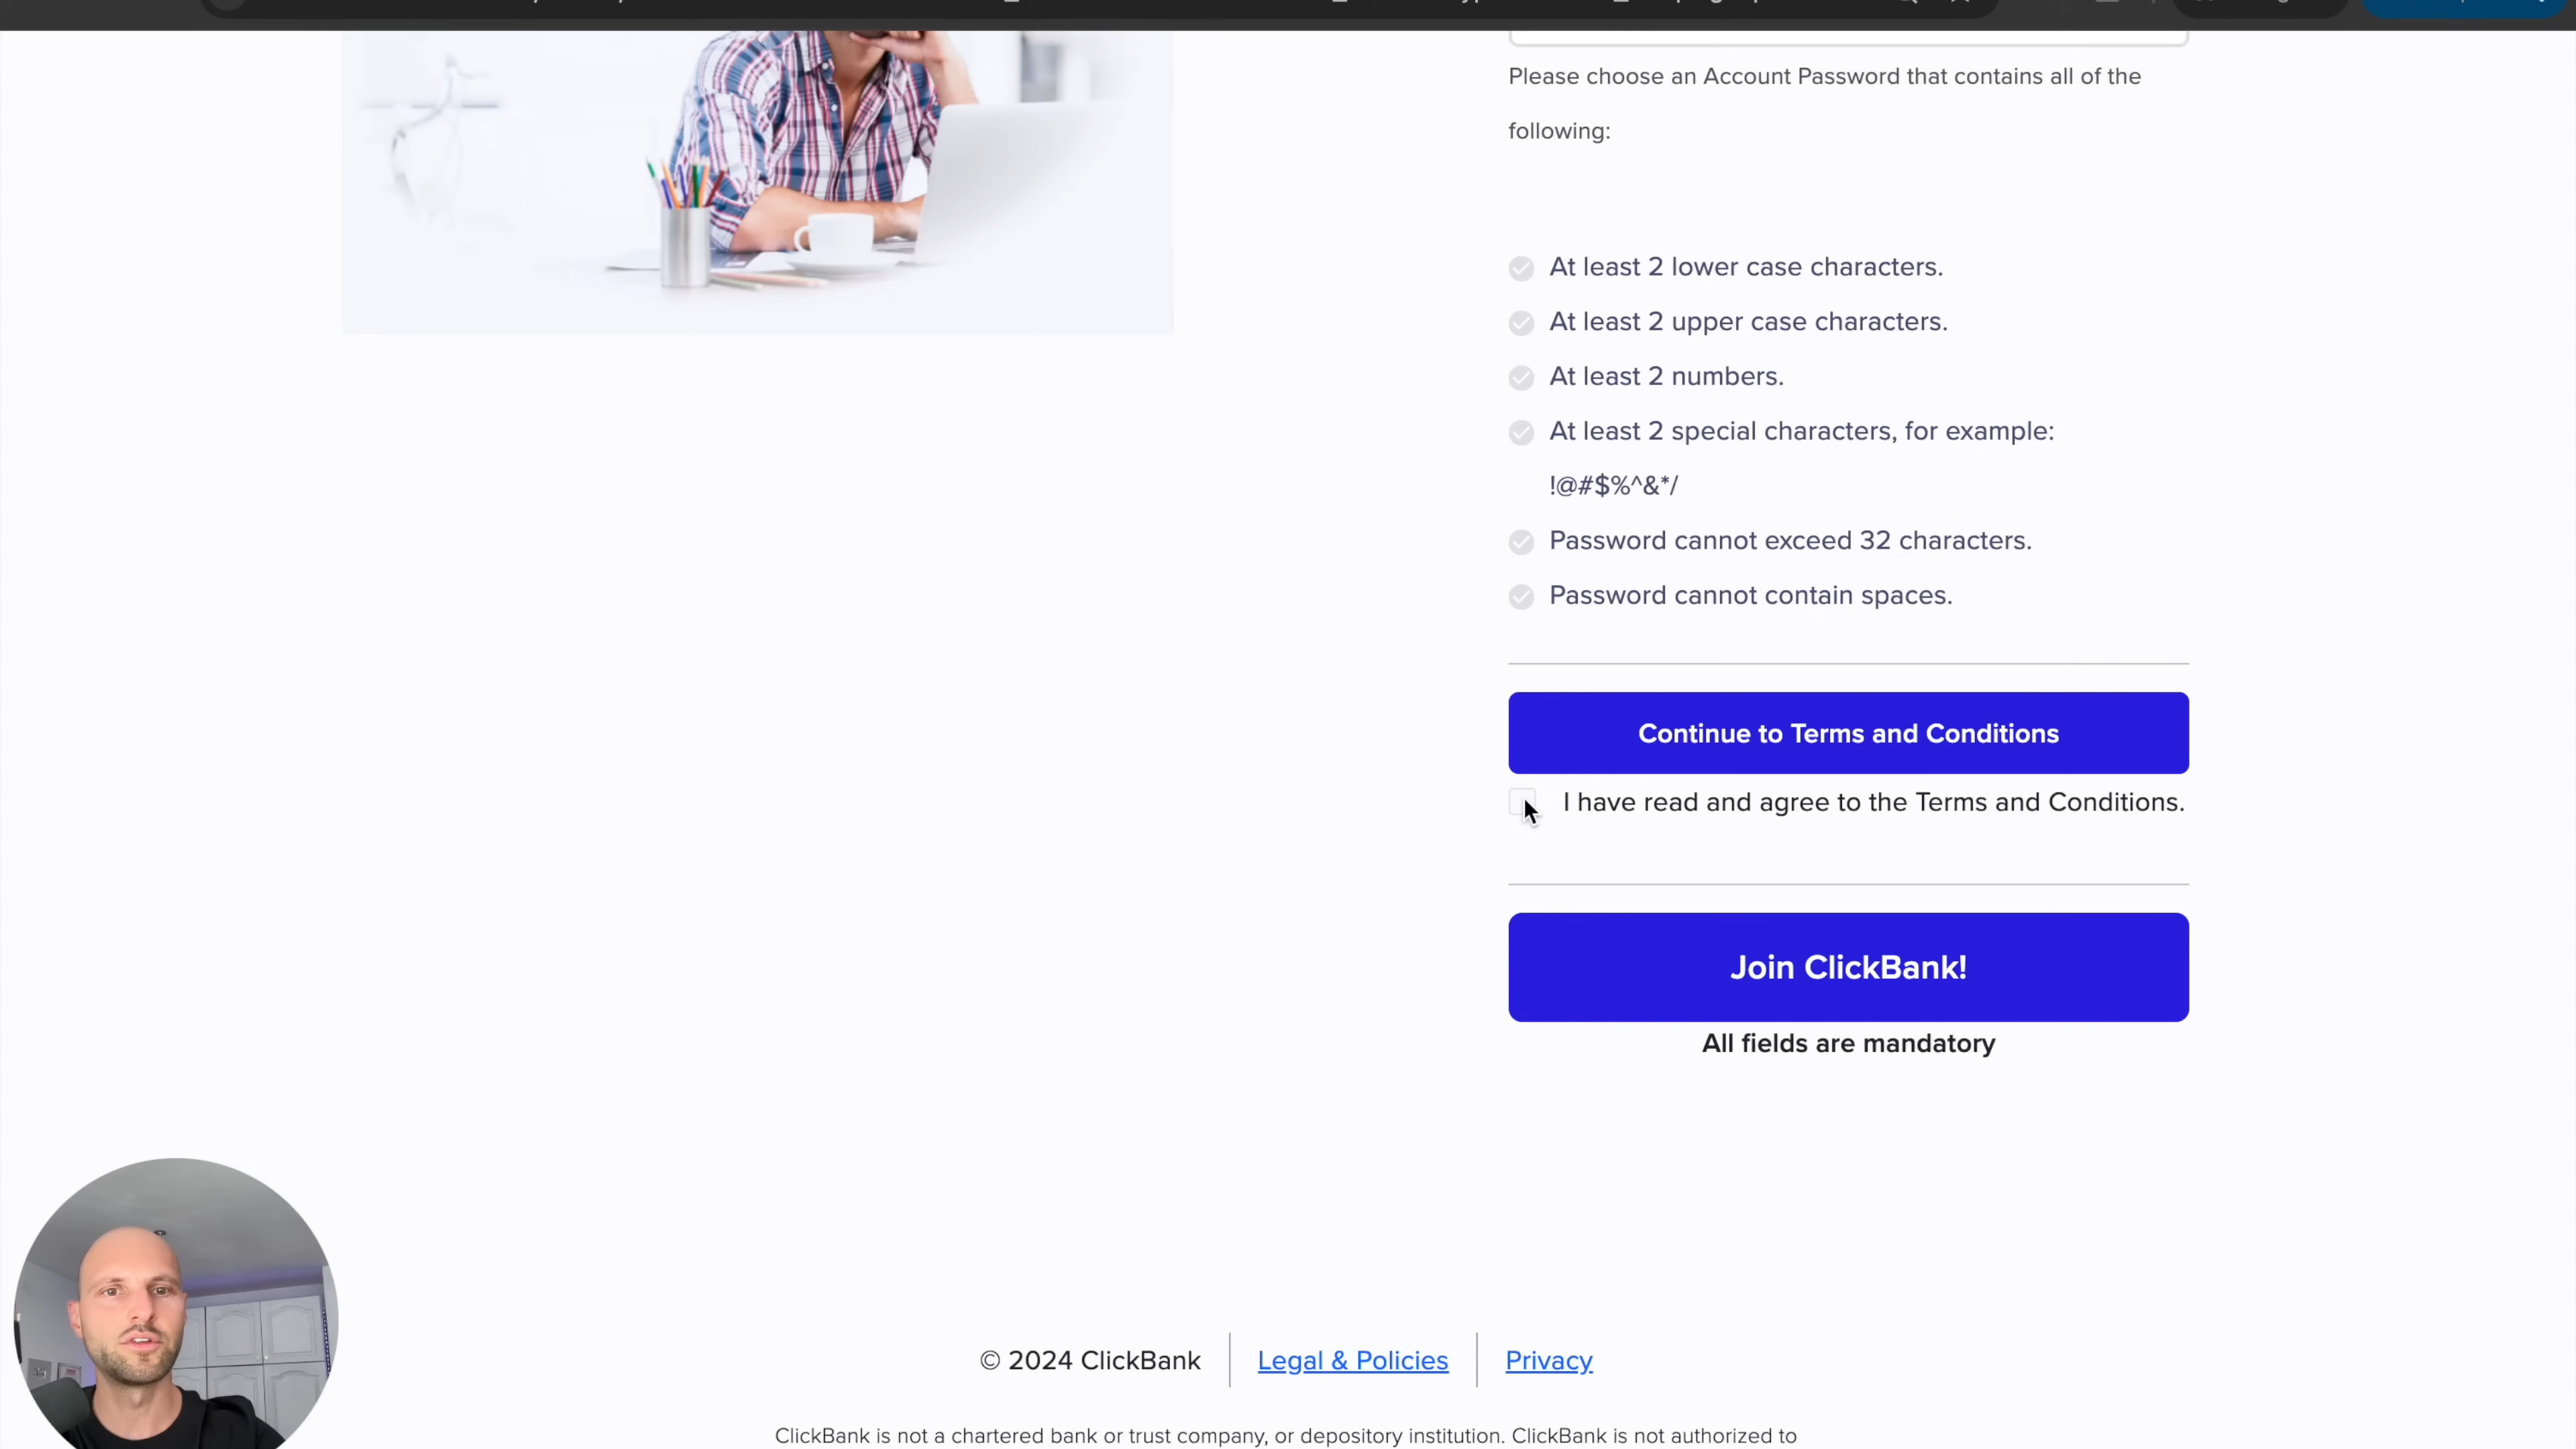 Please choose an Account Password that contains all of the
following:
At least 2 lower case characters.
At least 2 upper case characters.
At least 2 numbers.
At least 2 special characters, for example:
!@#$%^&*/
Password cannot exceed 32 characters.
Password cannot contain spaces.
Continue to Terms and Conditions
I have read and agree to the Terms and Conditions.
Join ClickBank!
All fields are mandatory
© 2024 ClickBank
Legal & Policies
Privacy
ClickBank is not a chartered bank or trust company, or depository institution. ClickBank is not authorized to